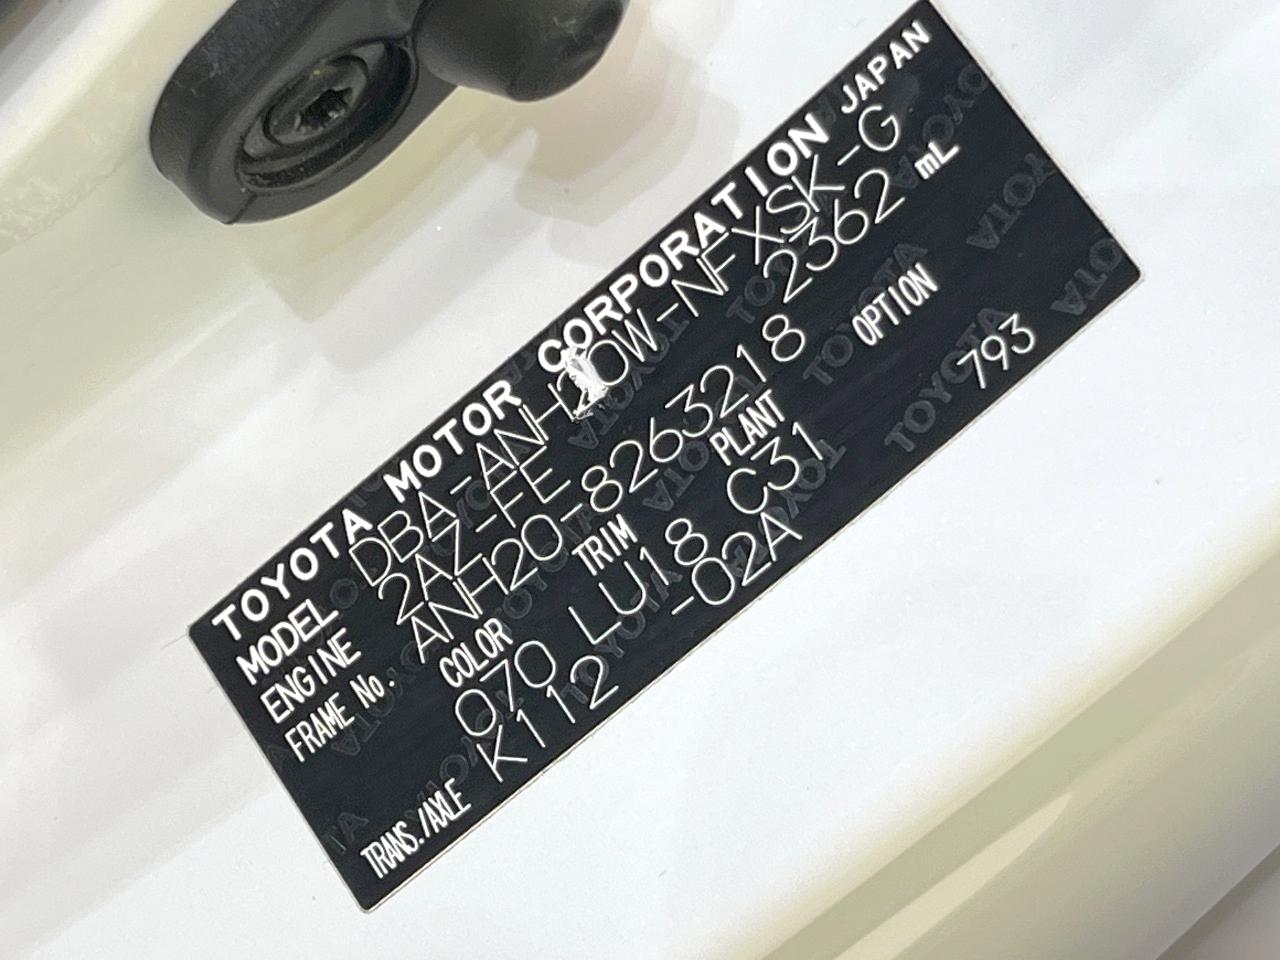 TOYOTA MOTOR CORPORATION JAPAN
MODEL DBA-ANH20W-NFXSK-G
ENGINE 2AZ-FE 2362 mL
FRAME No. ANH20-8263218
COLOR TRIM PLANT OPTION
070 LU18 C31 793
TRANS./AXLE K112 -02A